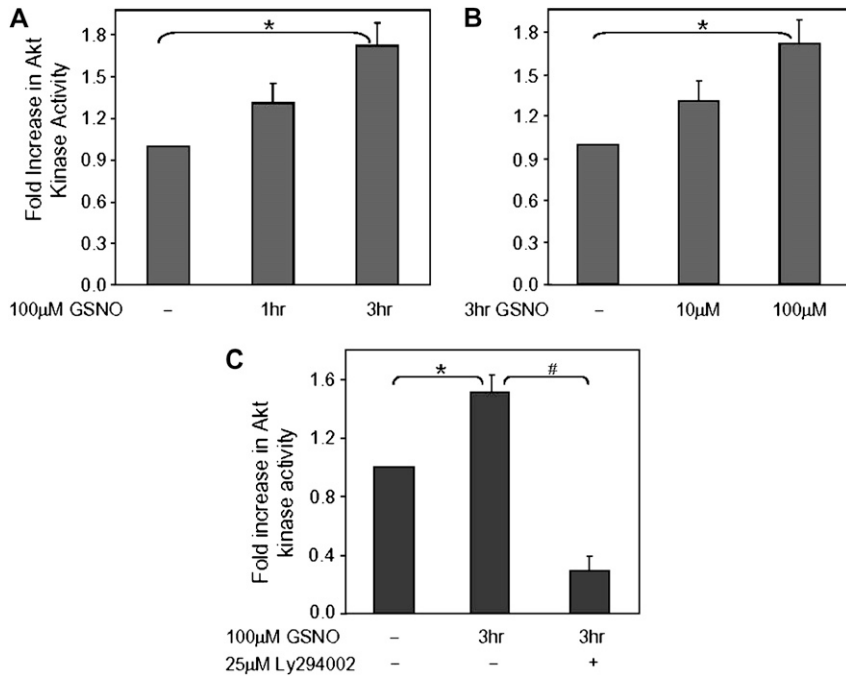 A
Fold Increase in Akt
Kinase Activity
1.8
1.5
1.2
0.9
0.6
0.3
0.0
*
100μM GSNO – 1hr 3hr
B
1.8
1.5
1.2
0.9
0.6
0.3
0.0
*
3hr GSNO – 10μM 100μM
C
Fold increase in Akt
kinase activity
1.6
1.2
0.8
0.4
0.0
* #
100μM GSNO – 3hr 3hr
25μM Ly294002 – – +